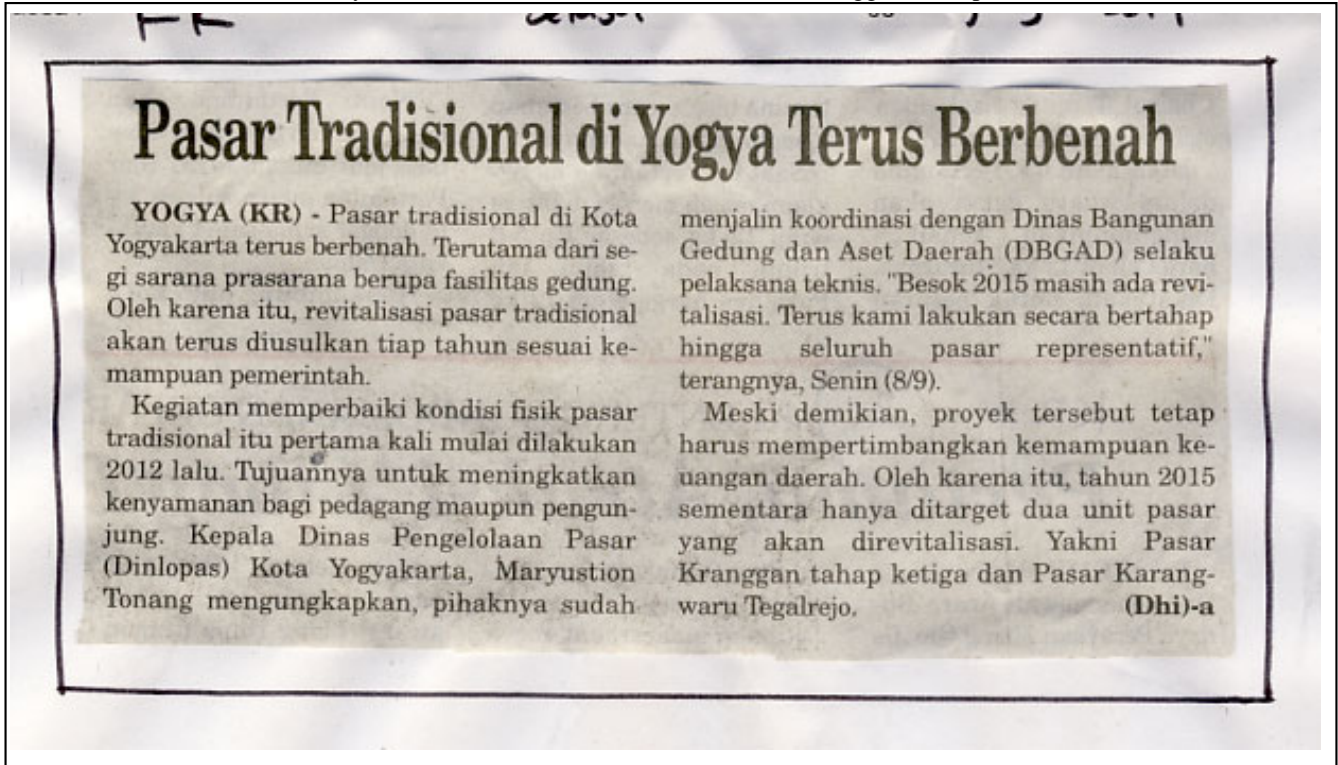 Pasar Tradisional di Yogya Terus Berbenah
YOGYA (KR) - Pasar tradisional di Kota
Yogyakarta terus berbenah. Terutama dari se-
gi sarana prasarana berupa fasilitas gedung.
Oleh karena itu, revitalisasi pasar tradisional
akan terus diusulkan tiap tahun sesuai ke-
mampuan pemerintah.
Kegiatan memperbaiki kondisi fisik pasar
tradisional itu pertama kali mulai dilakukan
2012 lalu. Tujuannya untuk meningkatkan
kenyamanan bagi pedagang maupun pengun-
jung. Kepala Dinas Pengelolaan Pasar
(Dinlopas) Kota Yogyakarta, Maryustion
Tonang mengungkapkan, pihaknya sudah
menjalin koordinasi dengan Dinas Bangunan
Gedung dan Aset Daerah (DBGAD) selaku
pelaksana teknis. "Besok 2015 masih ada revi-
talisasi. Terus kami lakukan secara bertahap
hingga seluruh pasar representatif,"
terangnya, Senin (8/9).
Meski demikian, proyek tersebut tetap
harus mempertimbangkan kemampuan ke-
uangan daerah. Oleh karena itu, tahun 2015
sementara hanya ditarget dua unit pasar
yang akan direvitalisasi. Yakni Pasar
Kranggan tahap ketiga dan Pasar Karang-
waru Tegalrejo. (Dhi)-a